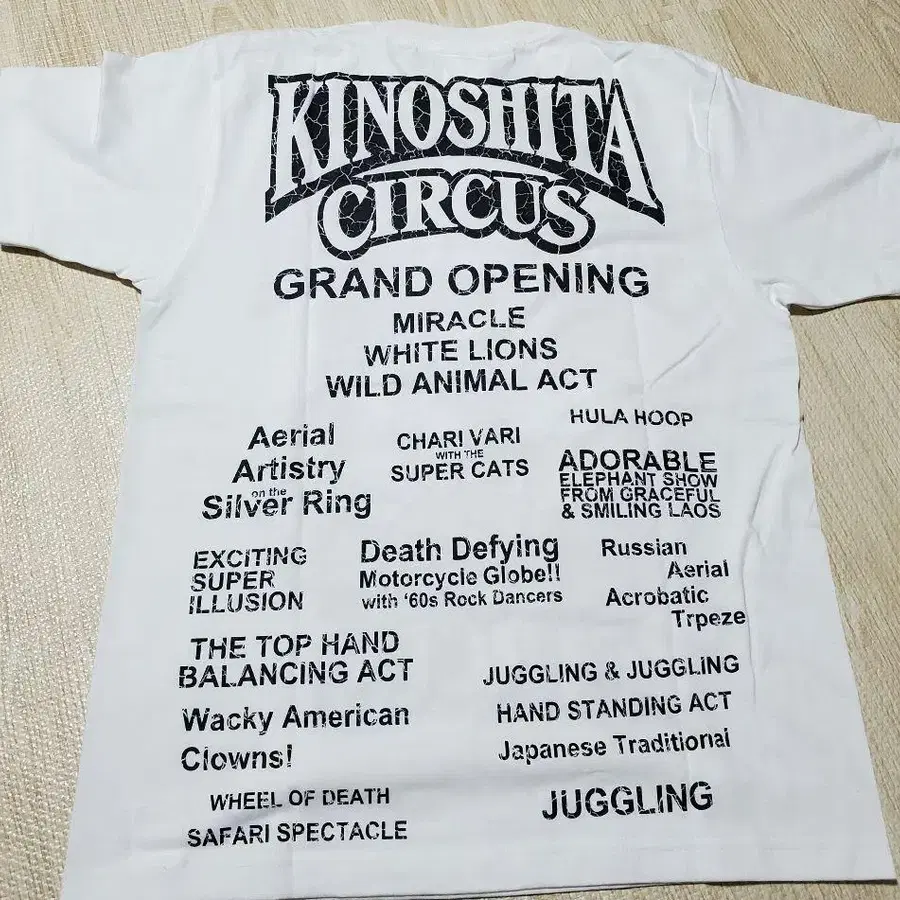 KINOSHITA
CIRCUS
GRAND OPENING
MIRACLE
WHITE LIONS
WILD ANIMAL ACT
Aerial
Artistry
on the
Silver Ring
CHARI VARI
WITH THE
SUPER CATS
HULA HOOP
ADORABLE
ELEPHANT SHOW
FROM GRACEFUL
& SMILING LAOS
EXCITING
SUPER
ILLUSION
Death Defying
Motorcycle Globe!!
with ‘60s Rock Dancers
Russian
Aerial
Acrobatic
Trpeze
THE TOP HAND
BALANCING ACT
Wacky American
Clowns!
WHEEL OF DEATH
SAFARI SPECTACLE
JUGGLING & JUGGLING
HAND STANDING ACT
Japanese Traditional
JUGGLING